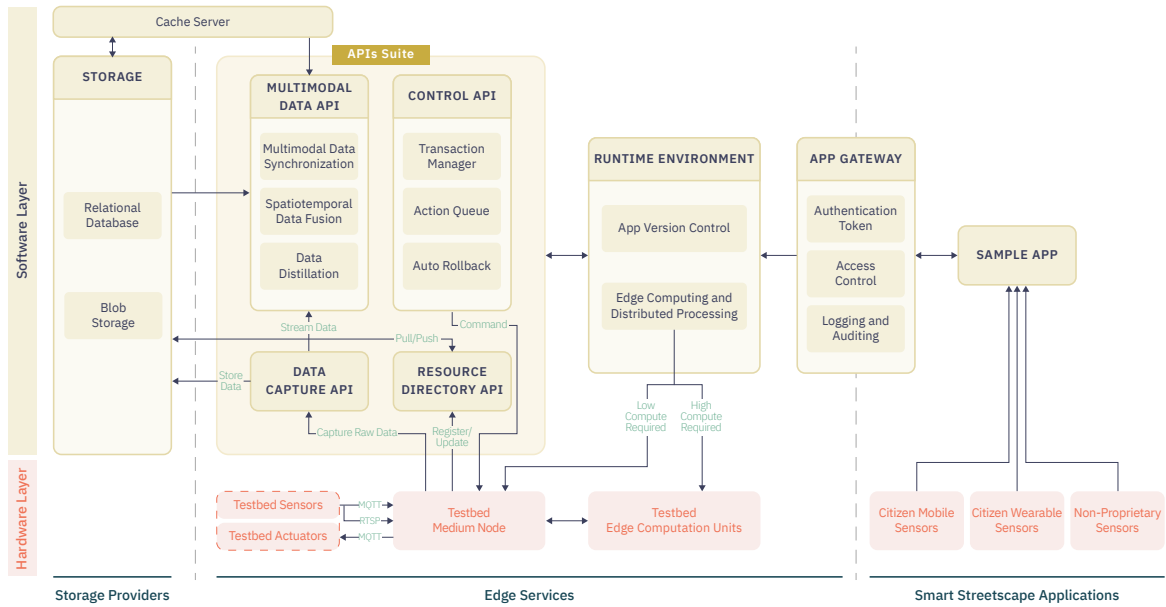 Cache Server
APIs Suite
STORAGE
Relational
Database
Blob
Storage
MULTIMODAL
DATA API
Multimodal Data
Synchronization
Spatiotemporal
Data Fusion
Data
Distillation
CONTROL API
Transaction
Manager
Action Queue
Auto Rollback
Stream Data
Command
Pull/Push
Store
Data
DATA
CAPTURE API
RESOURCE
DIRECTORY API
Capture Raw Data
Register/
Update
RUNTIME ENVIRONMENT
App Version Control
Edge Computing and
Distributed Processing
Low
Compute
Required
High
Compute
Required
APP GATEWAY
Authentication
Token
Access
Control
Logging and
Auditing
SAMPLE APP
Software Layer
Hardware Layer
Testbed Sensors
Testbed Actuators
MQTT
RTSP
MQTT
Testbed
Medium Node
Testbed
Edge Computation Units
Citizen Mobile
Sensors
Citizen Wearable
Sensors
Non-Proprietary
Sensors
Storage Providers
Edge Services
Smart Streetscape Applications